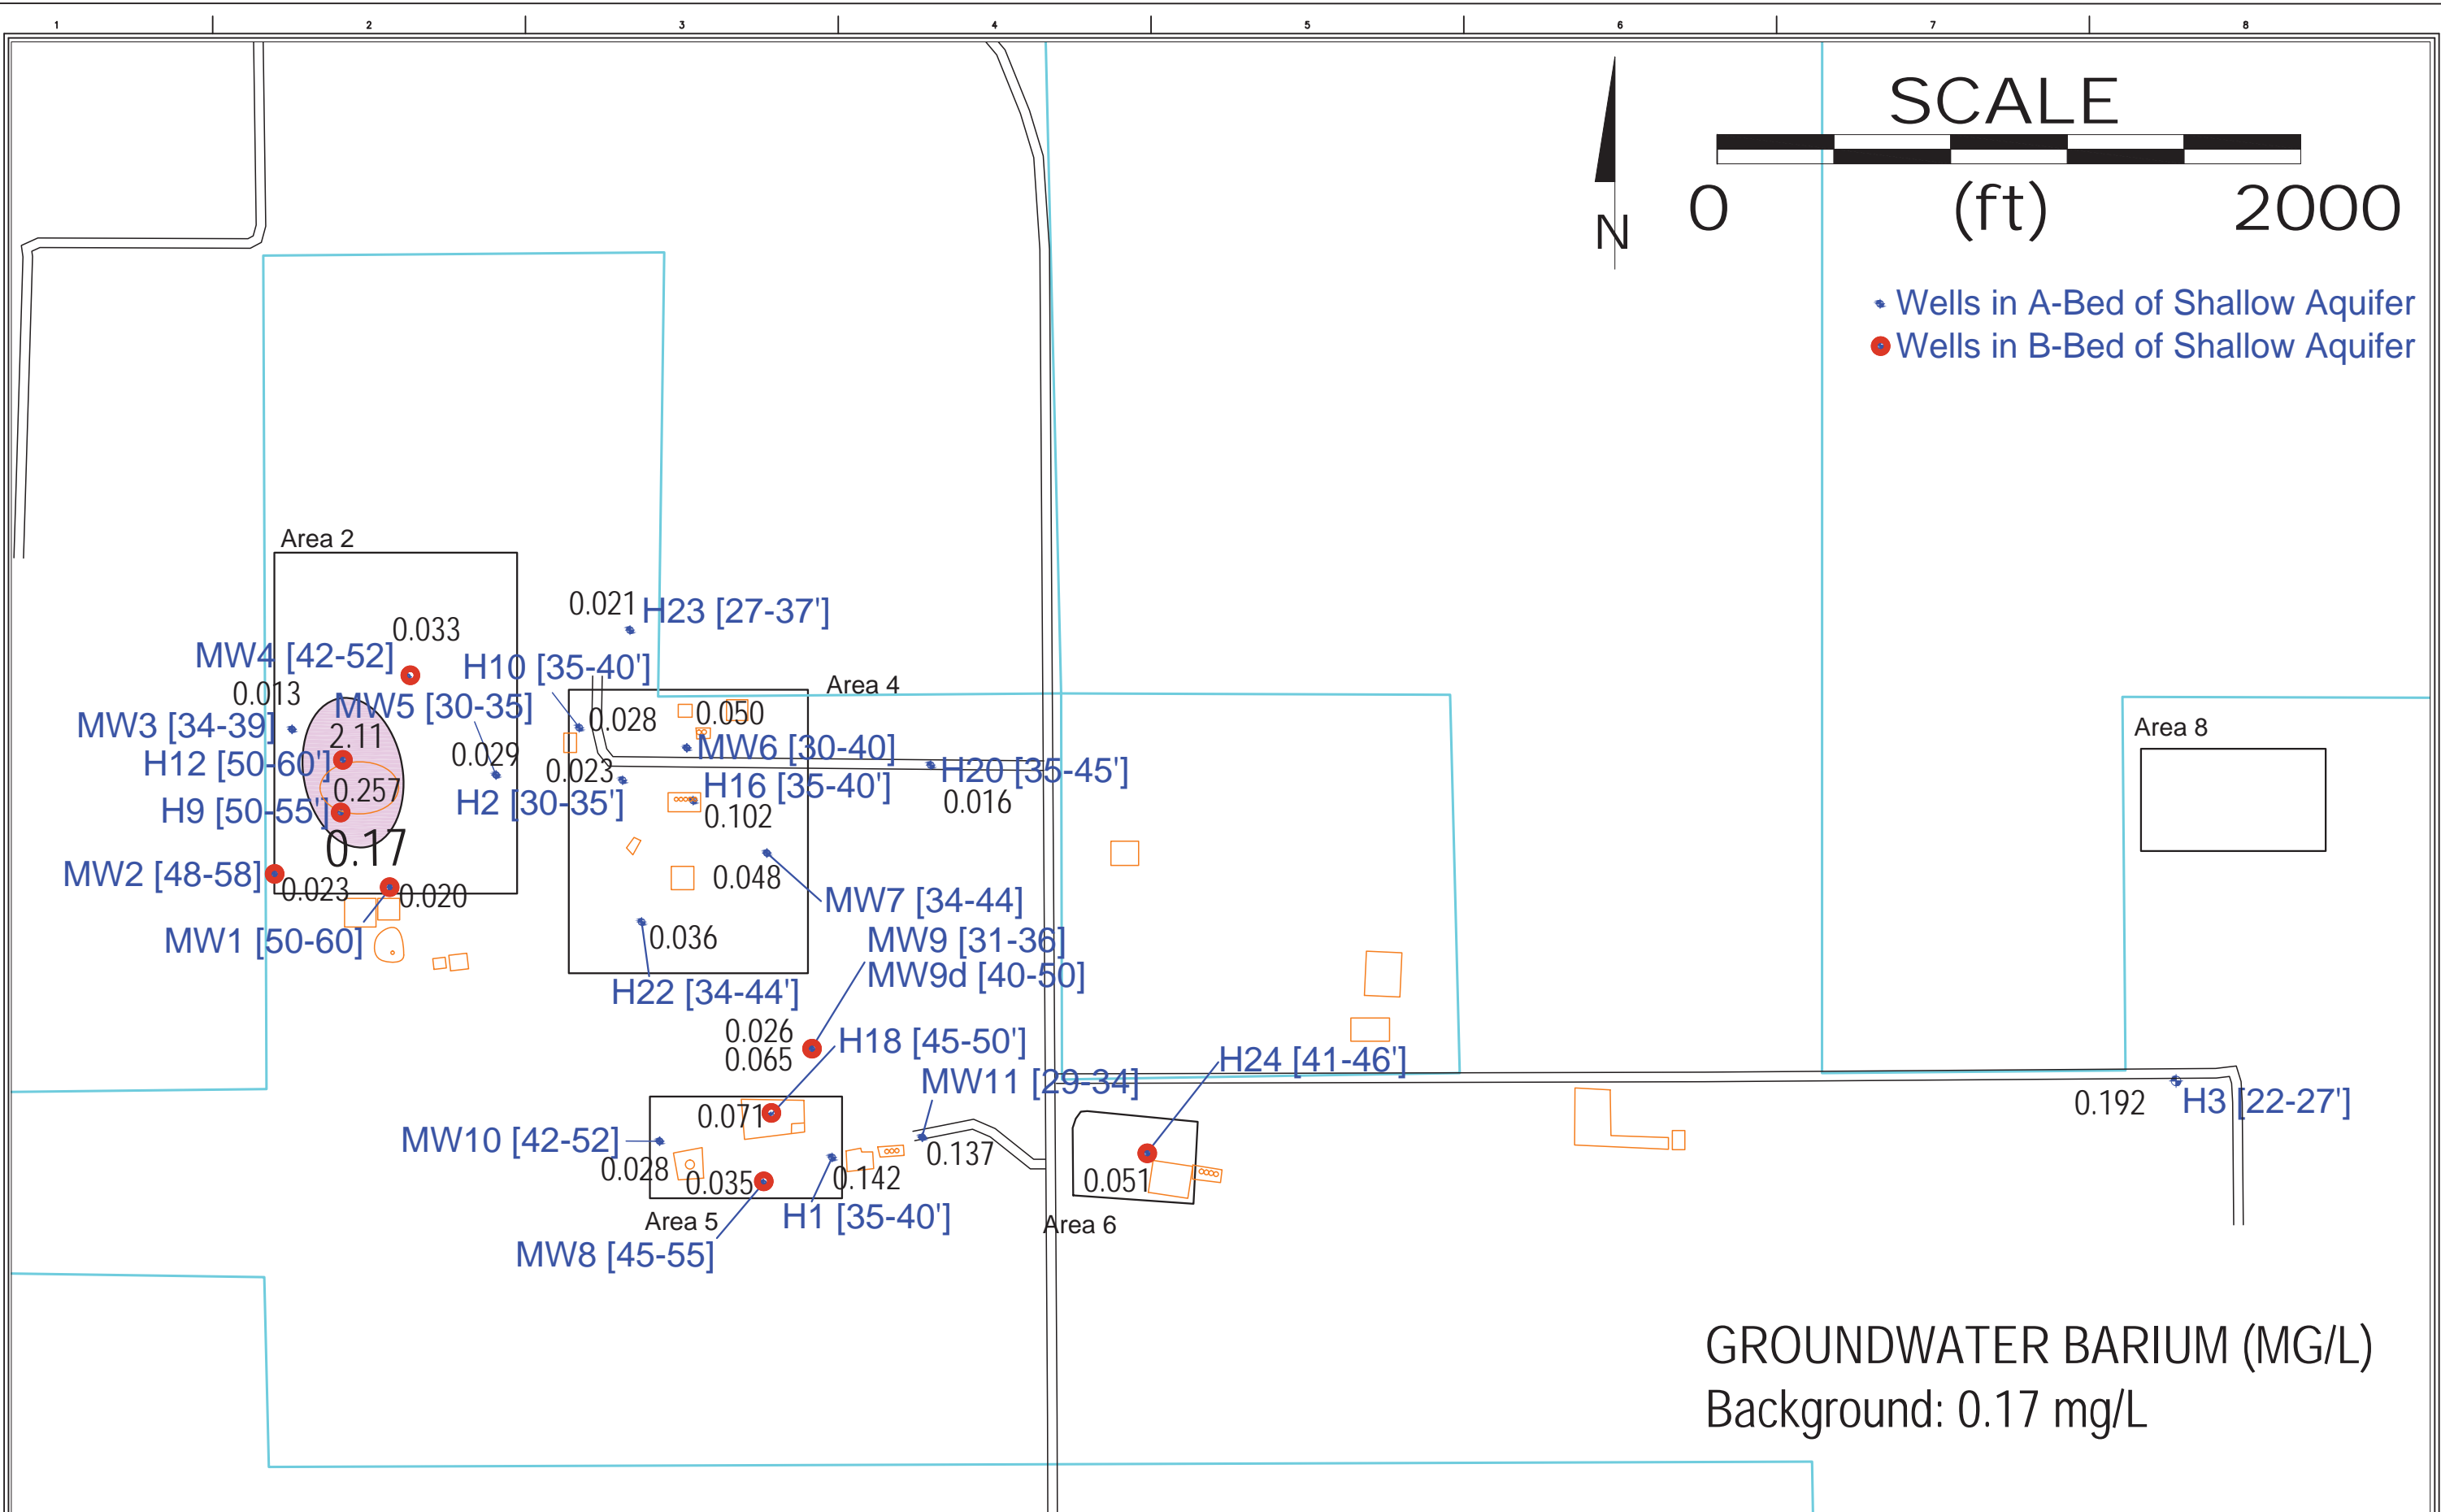 1 2 3 4 5 6 7 8
SCALE
0 (ft) 2000
N
Wells in A-Bed of Shallow Aquifer
Wells in B-Bed of Shallow Aquifer
Area 2
0.033
MW4 [42-52]
0.013
MW3 [34-39]
MW5 [30-35]
2.11
H12 [50-60']
0.029
0.257
H9 [50-55']
0.17
MW2 [48-58]
0.023
0.020
MW1 [50-60]
0.021
H23 [27-37']
H10 [35-40']
Area 4
0.028
0.050
MW6 [30-40]
0.023
H2 [30-35']
H16 [35-40']
0.102
H20 [35-45']
0.016
0.048
MW7 [34-44]
0.036
H22 [34-44']
MW9 [31-36]
MW9d [40-50]
0.026
0.065
H18 [45-50']
MW11 [29-34]
0.071
MW10 [42-52]
0.028
0.035
0.142
0.137
Area 5
H1 [35-40']
MW8 [45-55]
H24 [41-46']
0.051
Area 6
Area 8
0.192
H3 [22-27']
GROUNDWATER BARIUM (MG/L)
Background: 0.17 mg/L